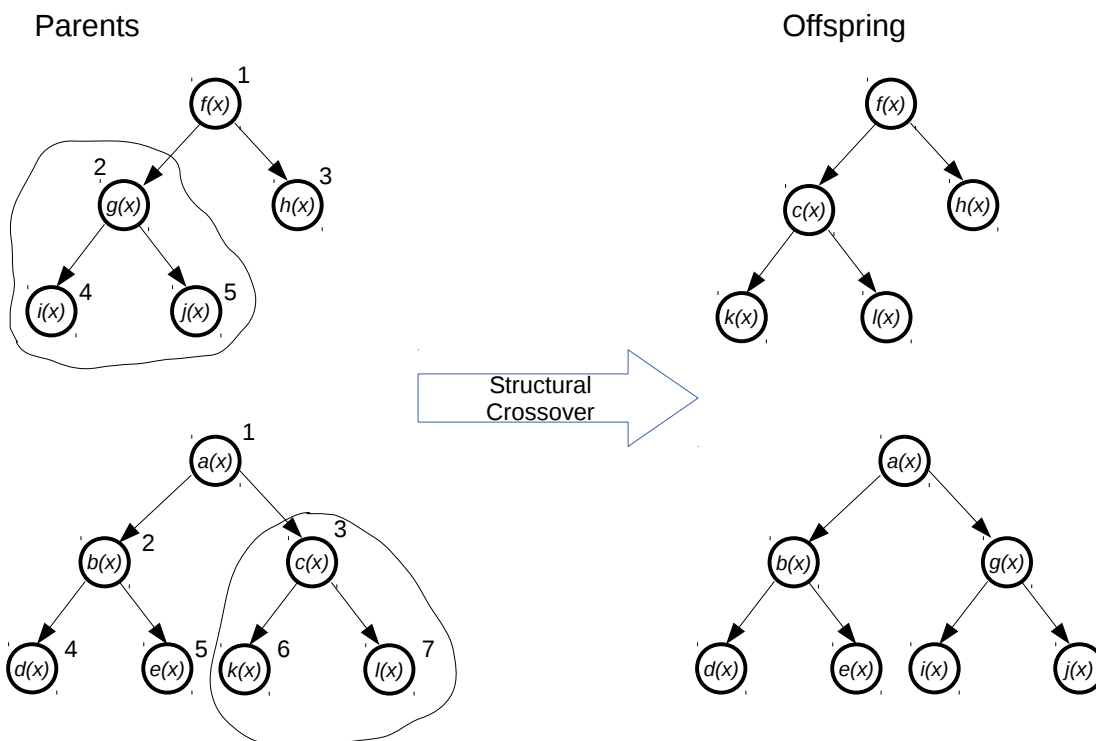 Parents
Offspring
1
f(x)
f(x)
2
3
g(x)
h(x)
c(x)
h(x)
4
5
i(x)
j(x)
k(x)
l(x)
Structural
Crossover
1
a(x)
a(x)
3
2
b(x)
c(x)
b(x)
g(x)
4
5
6
7
d(x)
e(x)
k(x)
l(x)
d(x)
e(x)
i(x)
j(x)